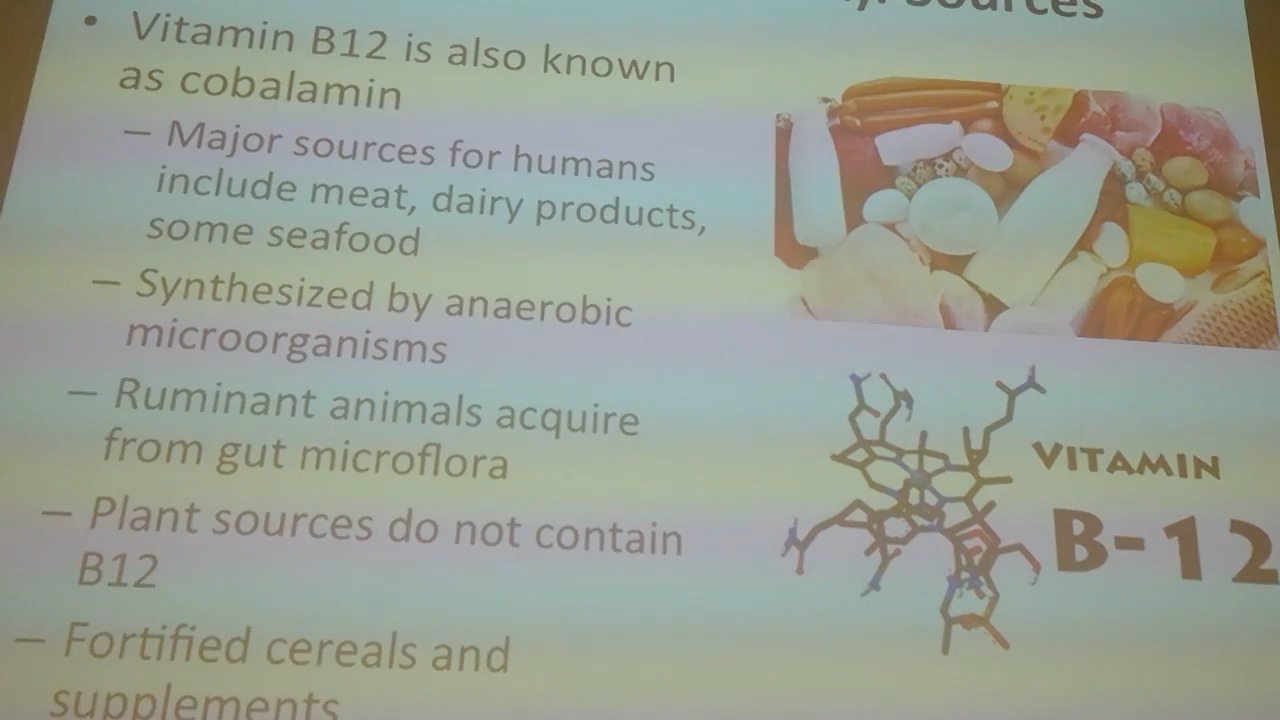 Sources
• Vitamin B12 is also known
as cobalamin
– Major sources for humans
include meat, dairy products,
some seafood
– Synthesized by anaerobic
microorganisms
– Ruminant animals acquire
from gut microflora
– Plant sources do not contain
B12
– Fortified cereals and
supplements
VITAMIN
B-12